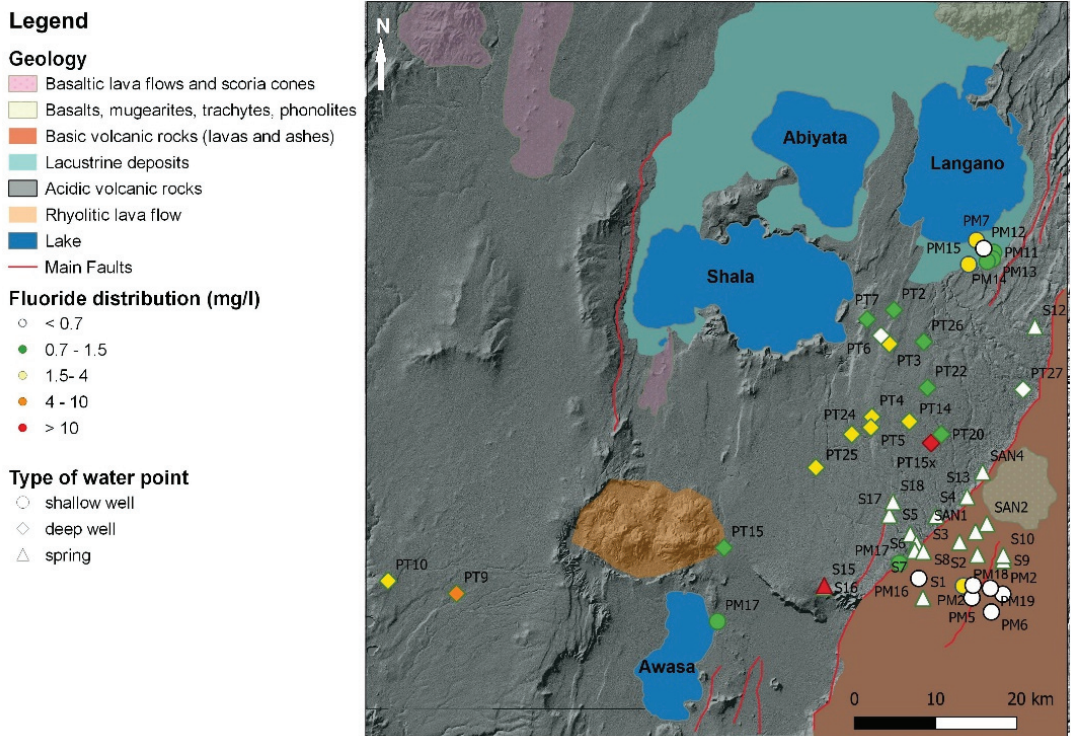 Legend
Geology
Basaltic lava flows and scoria cones
Basalts, mugearites, trachytes, phonolites
Basic volcanic rocks (lavas and ashes)
Lacustrine deposits
Acidic volcanic rocks
Rhyolitic lava flow
Lake
Main Faults
Fluoride distribution (mg/l)
< 0.7
0.7 - 1.5
1.5- 4
4 - 10
> 10
Type of water point
shallow well
deep well
spring
N
Abiyata
Langano
Shala
Awasa
PM7
PM12
PM15
PM11
PM14
PM13
PT7
PT2
S12
PT6
PT3
PT26
PT22
PT27
PT24
PT4
PT14
PT5
PT20
PT25
PT15x
SAN4
S13
S18
S17
S4
S5
SAN1
SAN2
S6
S3
S10
PT15
PM17
S7
S8
S2
S9
PT10
PT9
S15
S16
PM16
S1
PM18
PM2
PM2
PM19
PM5
PM6
PM17
0 10 20 km